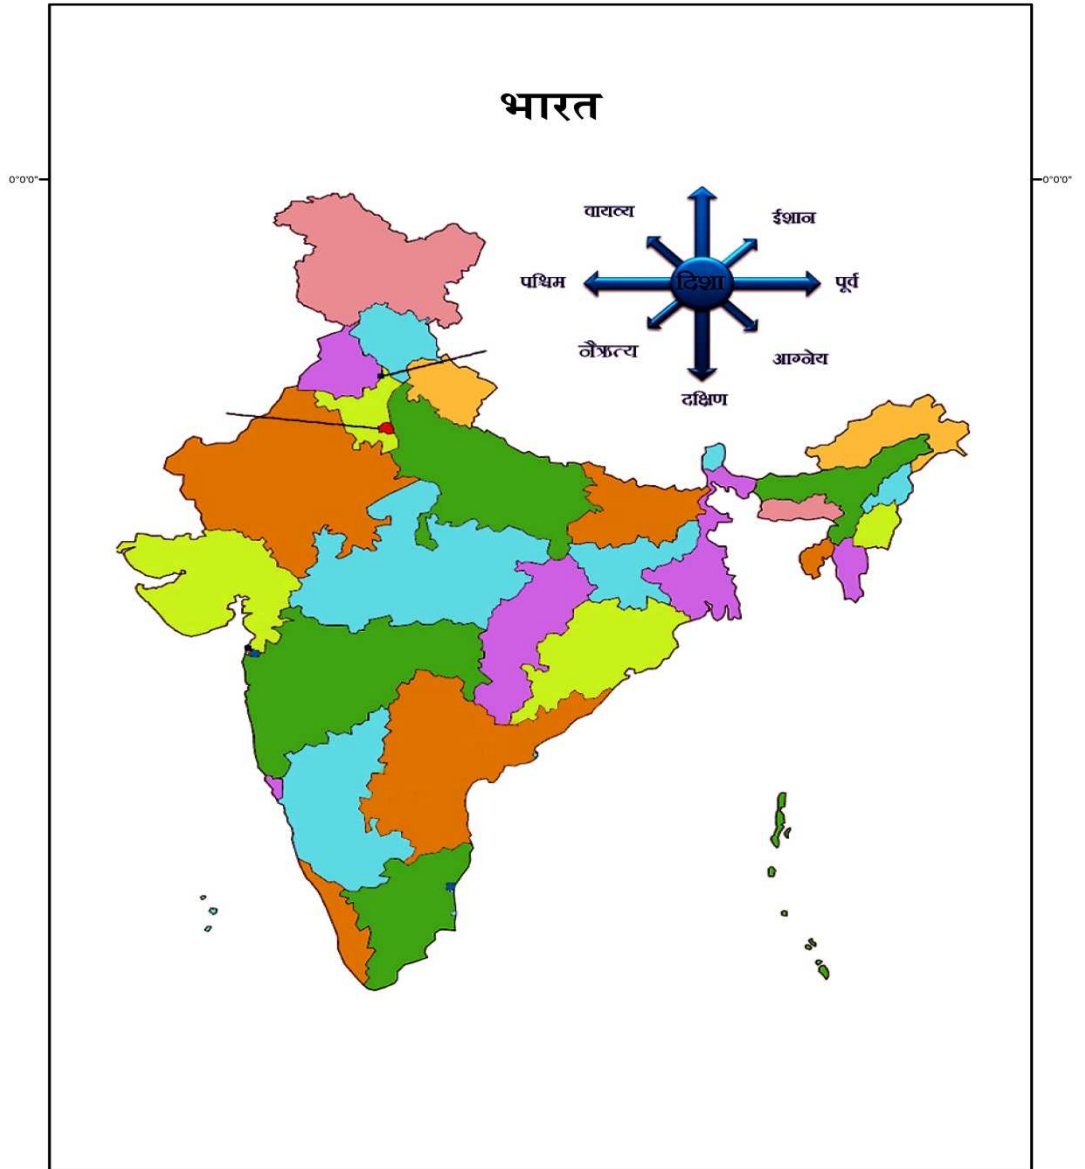 भारत
0°0'0"
0°0'0"
वायव्य
ईशान
पश्चिम
दिशा
पूर्व
नैऋत्य
आग्नेय
दक्षिण